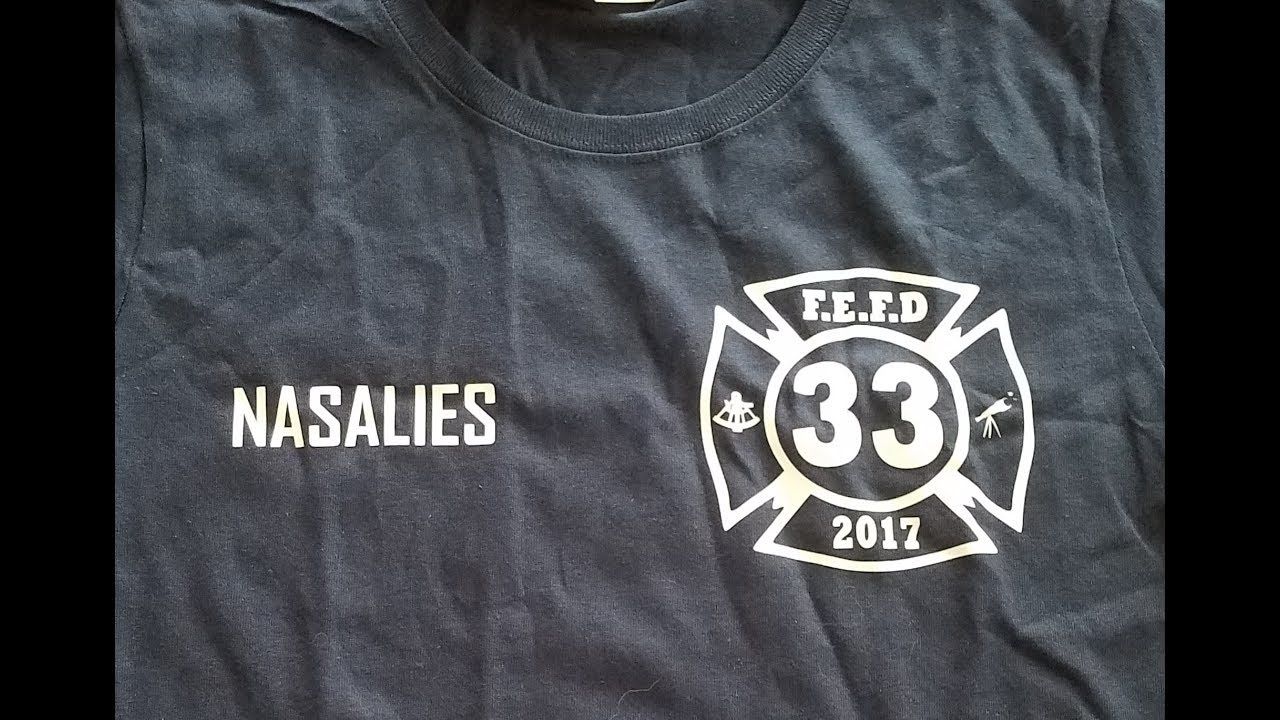 NASALIES
F.E.F.D
33
2017